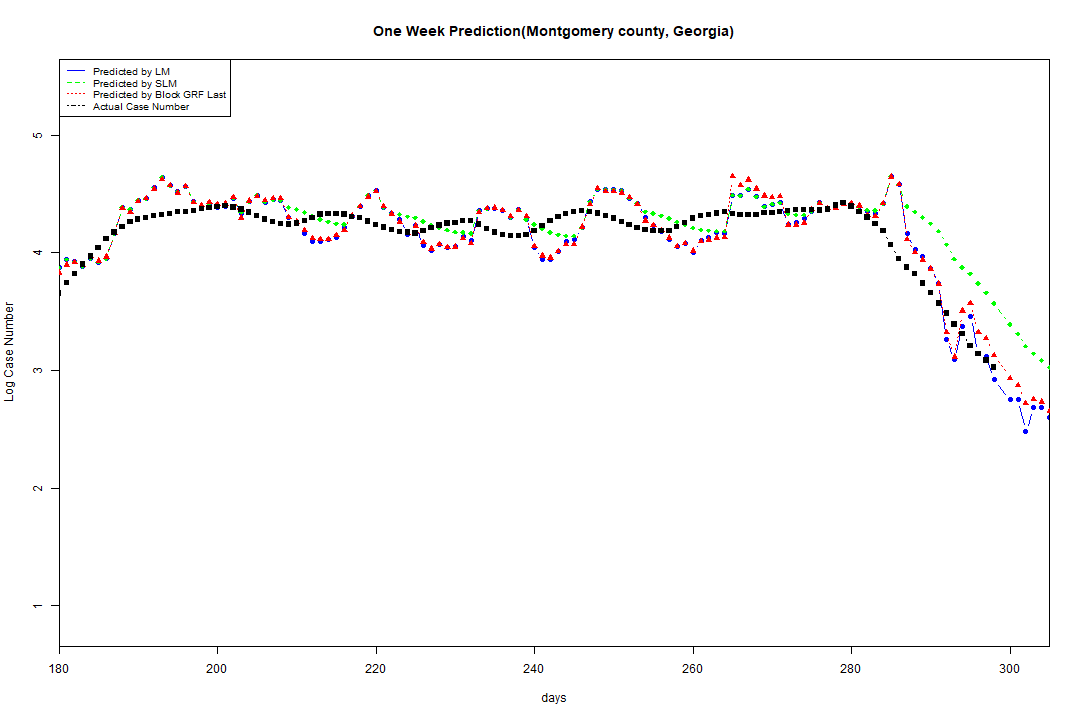 One Week Prediction(Montgomery county, Georgia)
Predicted by LM
Predicted by SLM
Predicted by Block GRF Last
Actual Case Number
5
4
3
2
1
Log Case Number
180 200 220 240 260 280 300
days